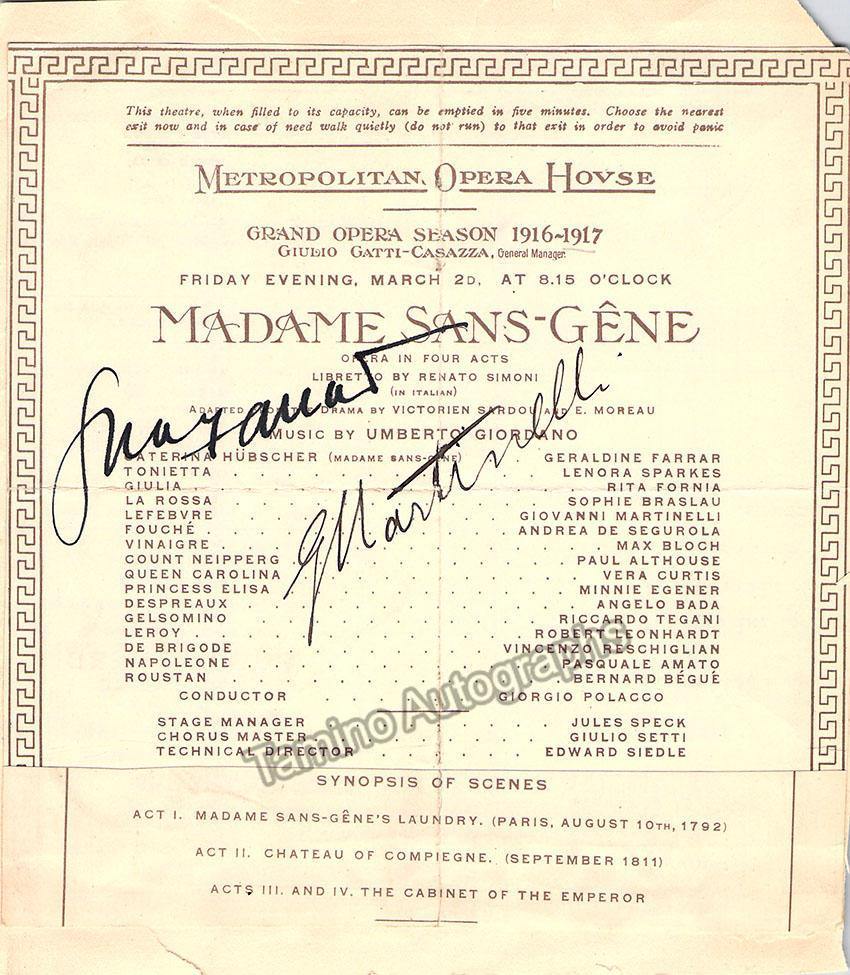 This theatre, when filled to its capacity, can be emptied in five minutes. Choose the nearest
exit now and in case of need walk quietly (do not run) to that exit in order to avoid panic
METROPOLITAN OPERA HOVSE
GRAND OPERA SEASON 1916-1917
GIULIO GATTI-CASAZZA, General Manager.
FRIDAY EVENING, MARCH 2D, AT 8.15 O'CLOCK
MADAME SANS-GÊNE
OPERA IN FOUR ACTS
LIBRETTO BY RENATO SIMONI
(IN ITALIAN)
ADAPTED FROM THE DRAMA BY VICTORIEN SARDOU AND E. MOREAU
MUSIC BY UMBERTO GIORDANO
GMartinelli
CATERINA HÜBSCHER (MADAME SANS-GÊNE) GERALDINE FARRAR
TONIETTA LENORA SPARKES
GIULIA RITA FORNIA
LA ROSSA SOPHIE BRASLAU
LEFEBVRE GIOVANNI MARTINELLI
FOUCHÉ ANDREA DE SEGUROLA
VINAIGRE MAX BLOCH
COUNT NEIPPERG PAUL ALTHOUSE
QUEEN CAROLINA VERA CURTIS
PRINCESS ELISA MINNIE EGENER
DESPREAUX ANGELO BADA
GELSOMINO RICCARDO TEGANI
LEROY ROBERT LEONHARDT
DE BRIGODE VINCENZO RESCHIGLIAN
NAPOLEONE PASQUALE AMATO
ROUSTAN BERNARD BÉGUÉ
CONDUCTOR GIORGIO POLACCO
STAGE MANAGER JULES SPECK
CHORUS MASTER GIULIO SETTI
TECHNICAL DIRECTOR EDWARD SIEDLE
Tamino Autographs
SYNOPSIS OF SCENES
ACT I. MADAME SANS-GÊNE'S LAUNDRY. (PARIS, AUGUST 10TH, 1792)
ACT II. CHATEAU OF COMPIEGNE. (SEPTEMBER 1811)
ACTS III. AND IV. THE CABINET OF THE EMPEROR